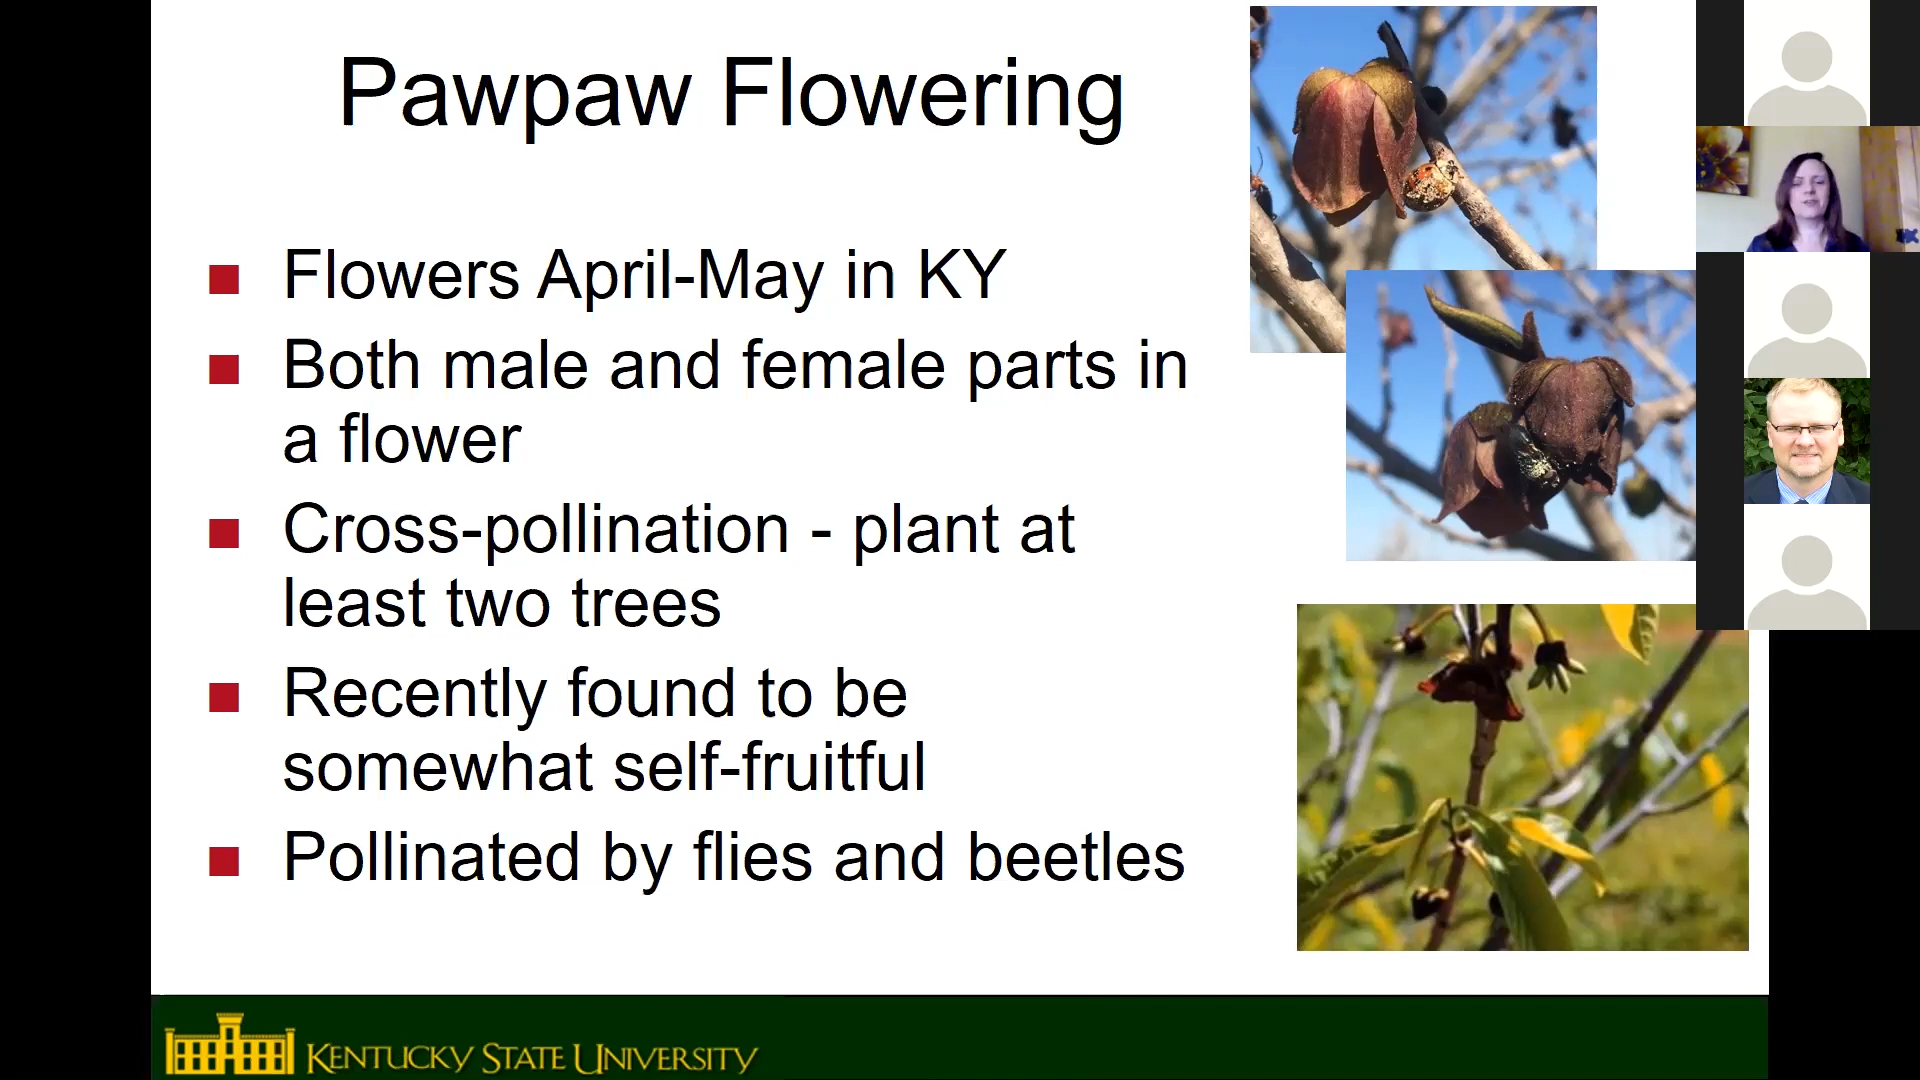 Pawpaw Flowering
Flowers April-May in KY
Both male and female parts in
a flower
Cross-pollination - plant at
least two trees
Recently found to be
somewhat self-fruitful
Pollinated by flies and beetles
KENTUCKY STATE UNIVERSITY